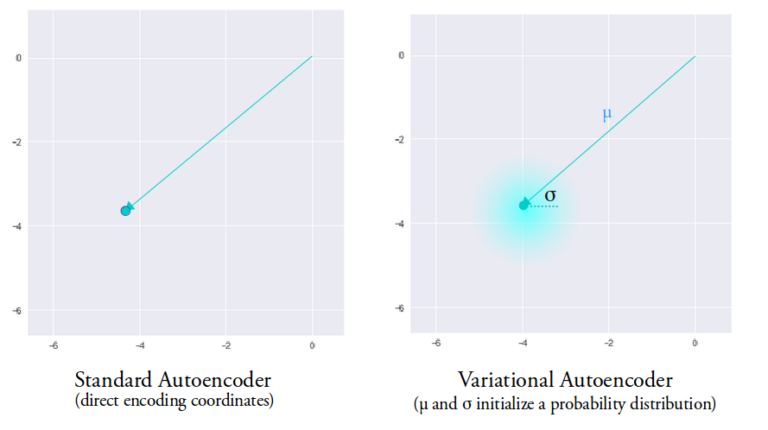 0
-2
-4
-6
-6 -4 -2 0
Standard Autoencoder
(direct encoding coordinates)
0
-2
-4
-6
μ
σ
-6 -4 -2 0
Variational Autoencoder
(μ and σ initialize a probability distribution)